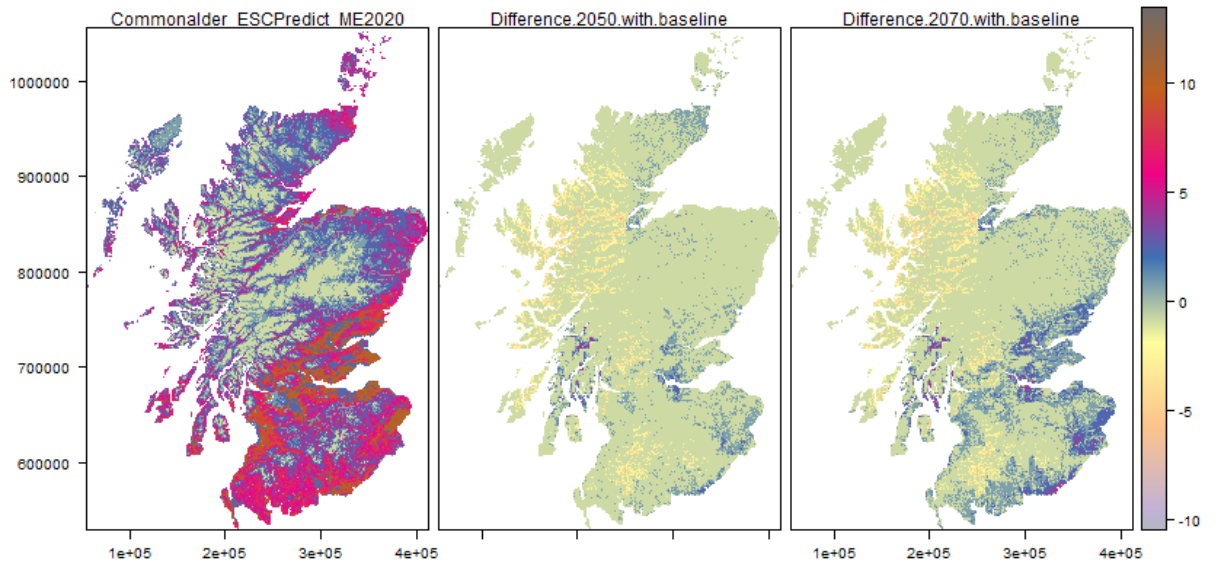 Commonalder_ESCPredict_ME2020
Difference.2050.with.baseline
Difference.2070.with.baseline
1000000
900000
800000
700000
600000
1e+05
2e+05
3e+05
4e+05
1e+05
2e+05
3e+05
4e+05
10
5
0
-5
-10